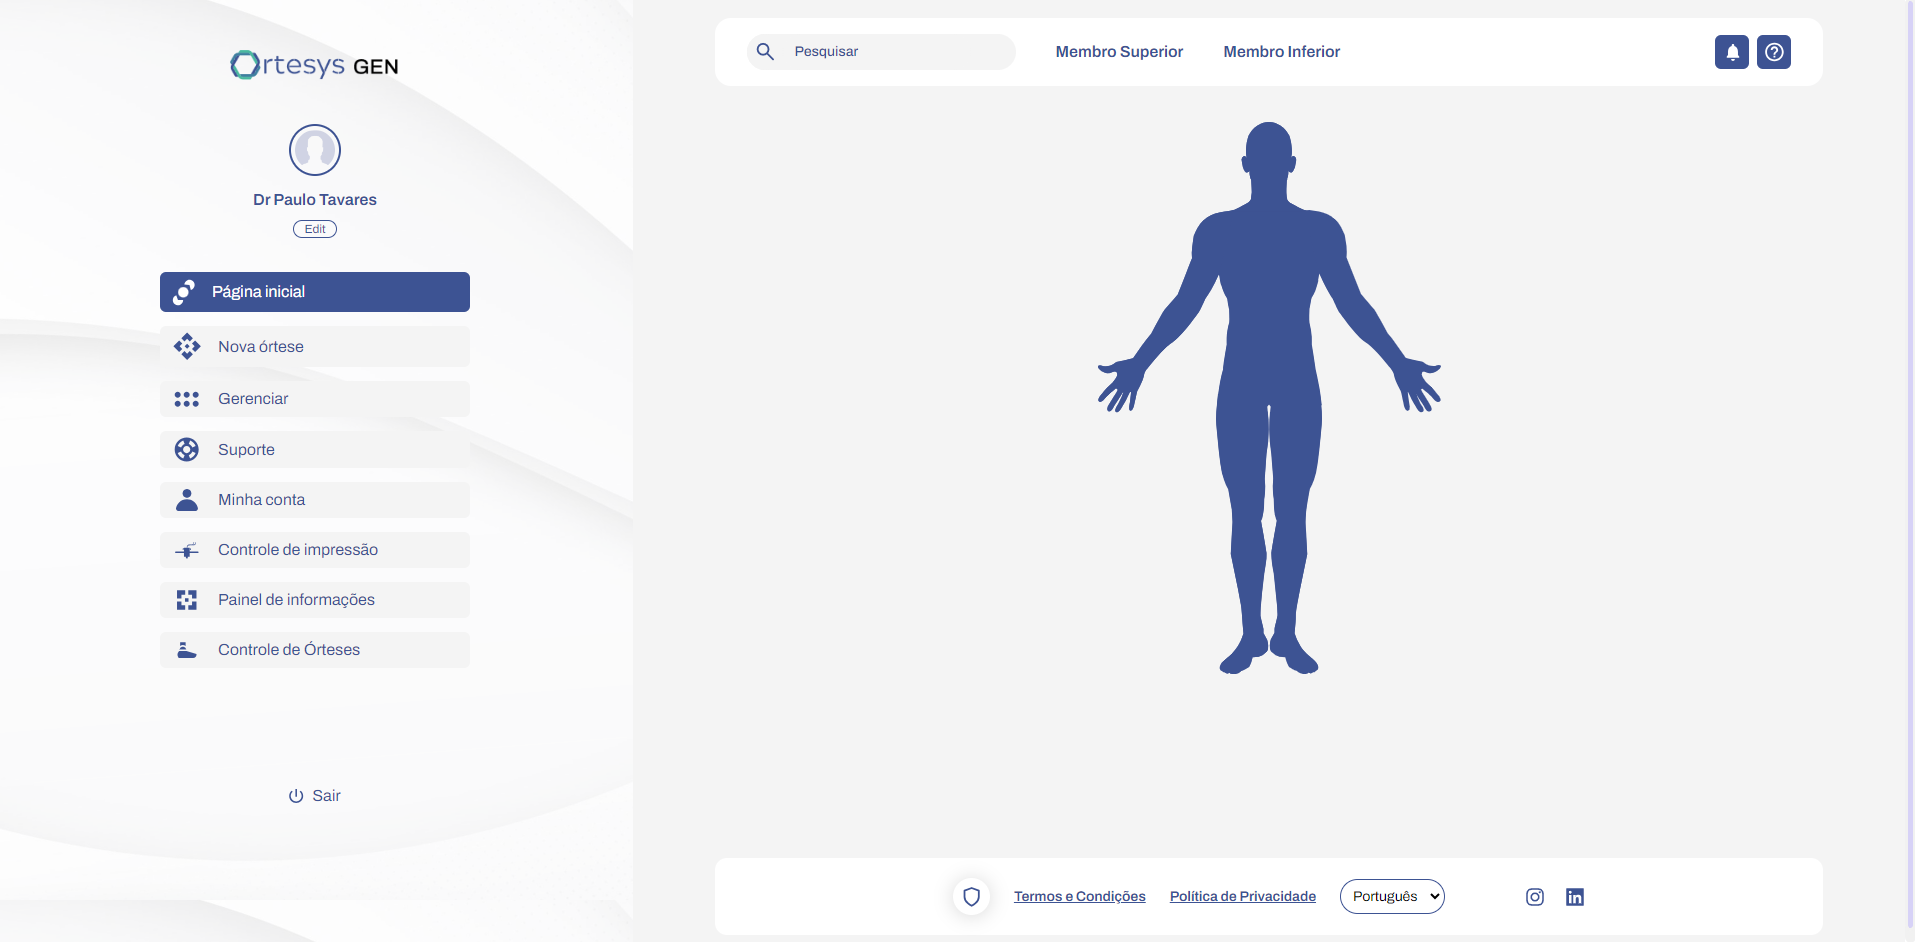 Ortesys GEN
Dr Paulo Tavares
Edit
Página inicial
Nova órtese
Gerenciar
Suporte
Minha conta
Controle de impressão
Painel de informações
Controle de Órteses
Sair
Pesquisar
Membro Superior
Membro Inferior
Termos e Condições
Política de Privacidade
Português